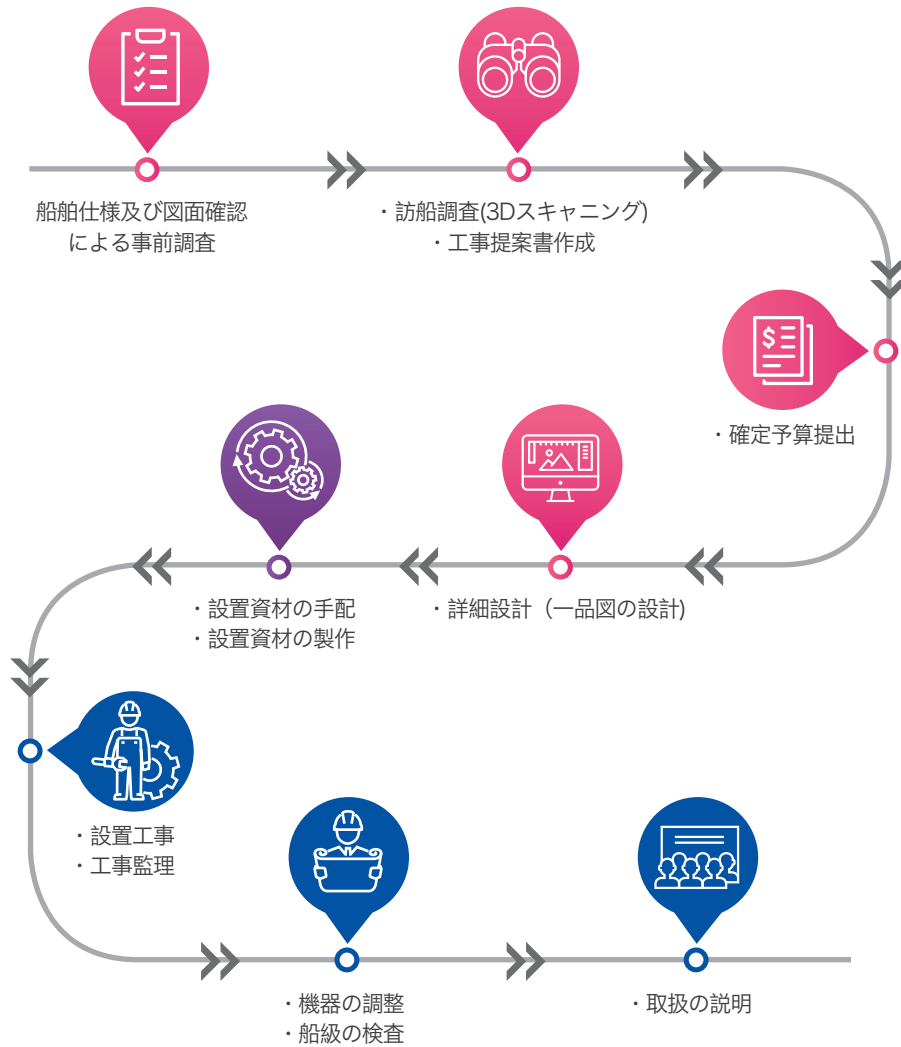 船舶仕様及び図面確認
による事前調査
・訪船調査(3Dスキャニング)
・工事提案書作成
$
・確定予算提出
・詳細設計（一品図の設計)
・設置資材の手配
・設置資材の製作
・設置工事
・工事監理
・機器の調整
・船級の検査
・取扱の説明